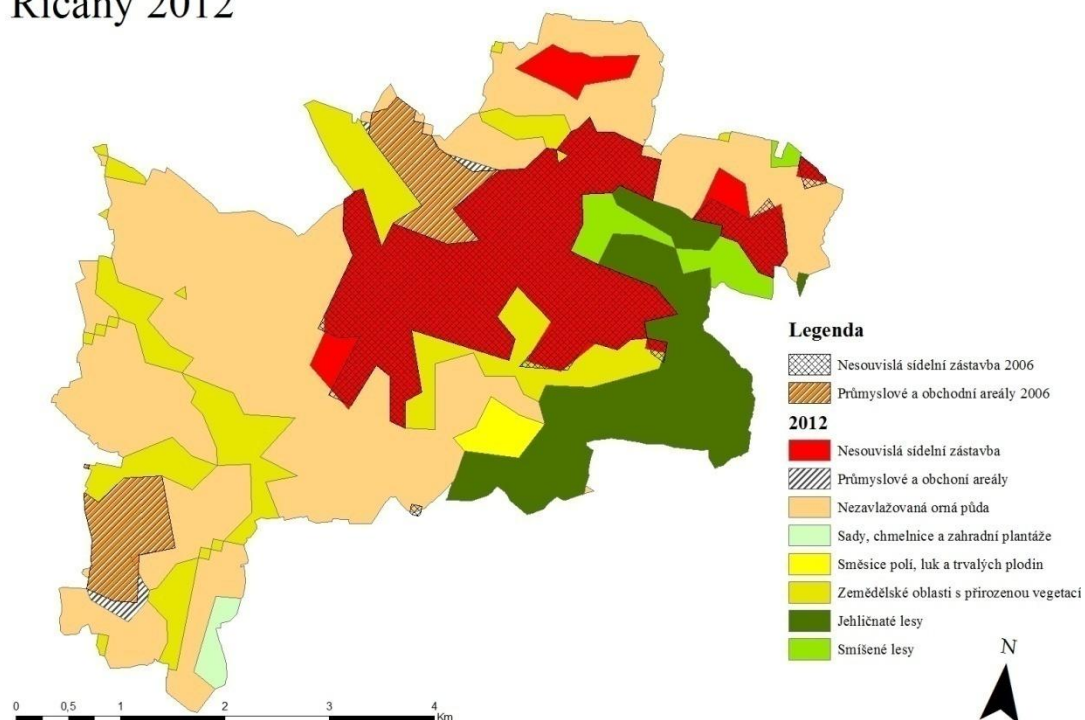 Říčany 2012
Legenda
Nesouvislá sídelní zástavba 2006
Průmyslové a obchodní areály 2006
2012
Nesouvislá sídelní zástavba
Průmyslové a obchoní areály
Nezavlažovaná orná půda
Sady, chmelnice a zahradní plantáže
Směsice polí, luk a trvalých plodin
Zemědělské oblasti s přirozenou vegetací
Jehličnaté lesy
Smíšené lesy
N
0 0,5 1 2 3 4
Km